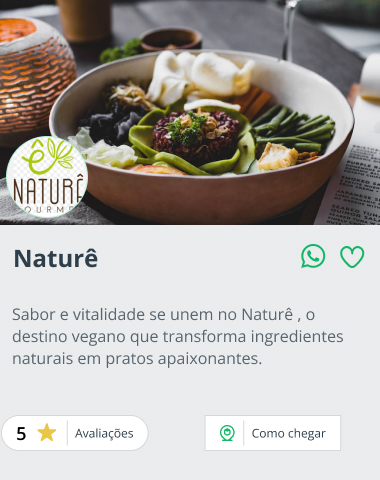 NATURÊ
Naturê
Sabor e vitalidade se unem no Naturê , o
destino vegano que transforma ingredientes
naturais em pratos apaixonantes.
5 Avaliações
Como chegar